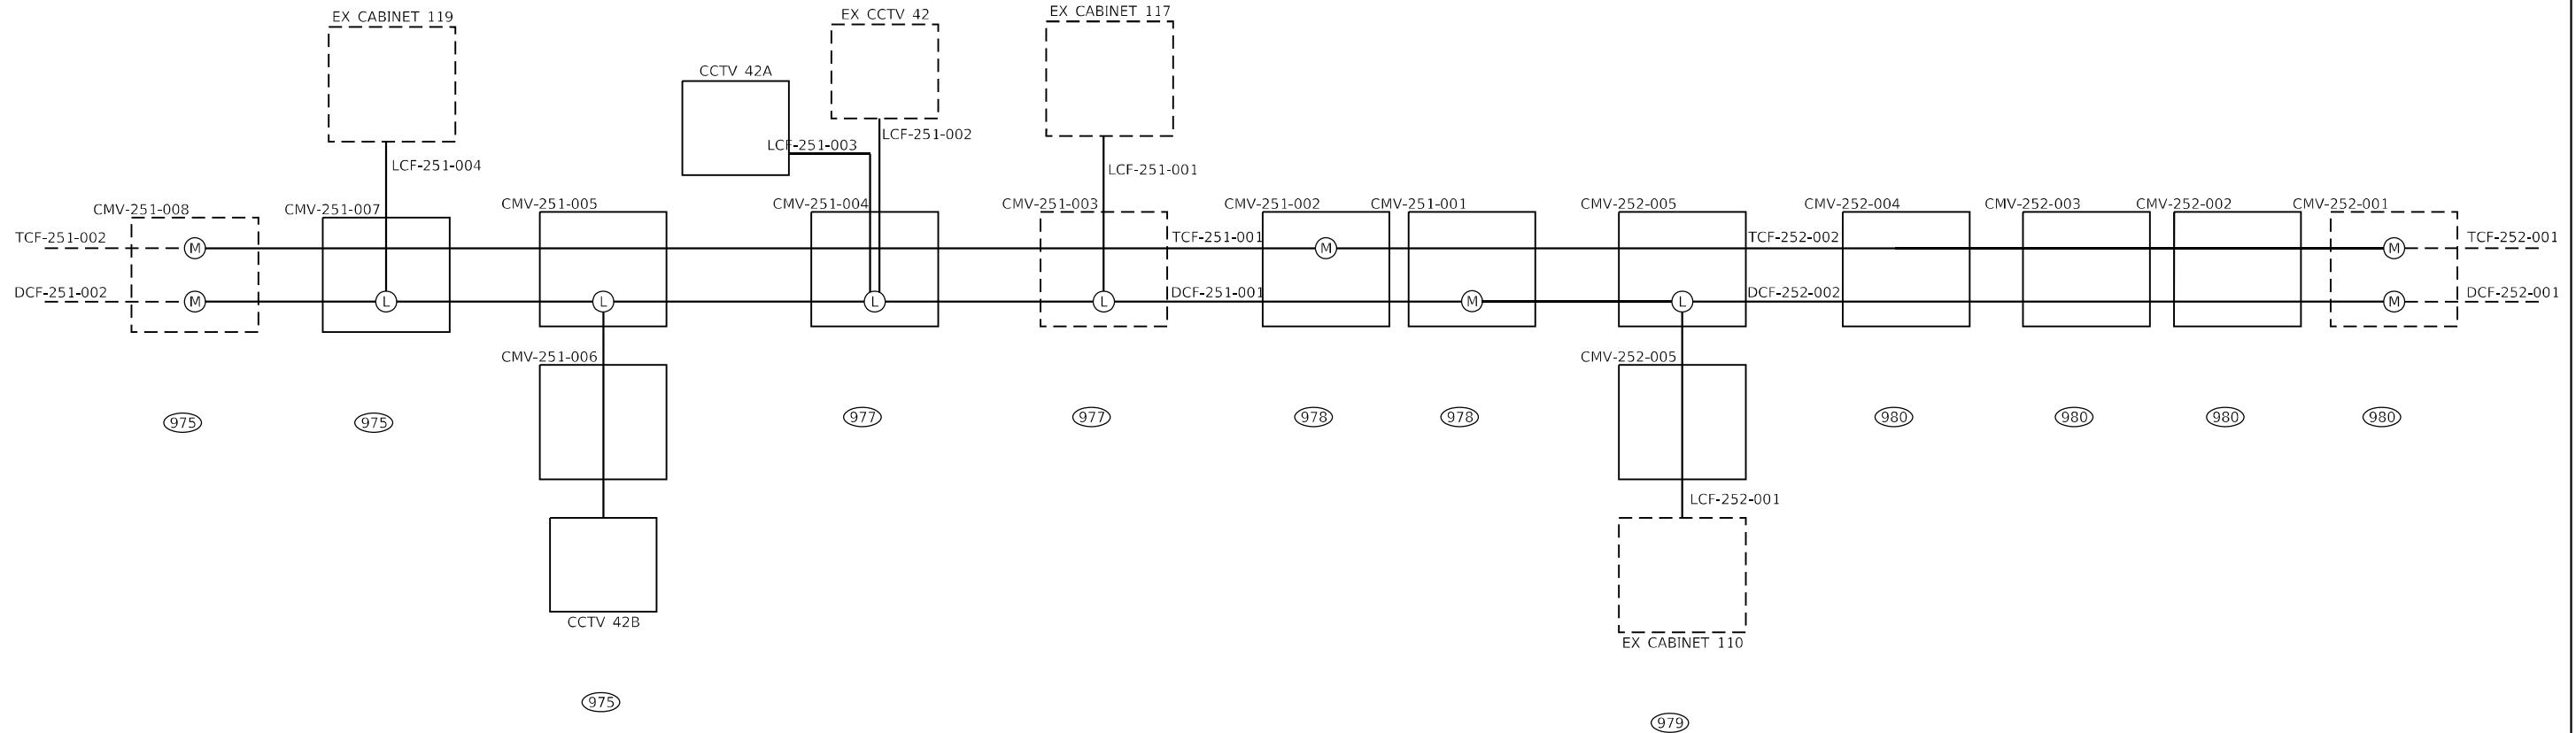 EX CABINET 119
EX CCTV 42
EX CABINET 117
CCTV 42A
LCF-251-002
LCF-251-003
LCF-251-004
LCF-251-001
CMV-251-008
CMV-251-007
CMV-251-005
CMV-251-004
CMV-251-003
CMV-251-002
CMV-251-001
CMV-252-005
CMV-252-004
CMV-252-003
CMV-252-002
CMV-252-001
TCF-251-002
M
TCF-251-001
M
TCF-252-002
M
TCF-252-001
DCF-251-002
M
L
L
L
L
DCF-251-001
M
L
DCF-252-002
M
DCF-252-001
CMV-251-006
CMV-252-005
975
975
977
977
978
978
980
980
980
980
LCF-252-001
CCTV 42B
EX CABINET 110
975
979